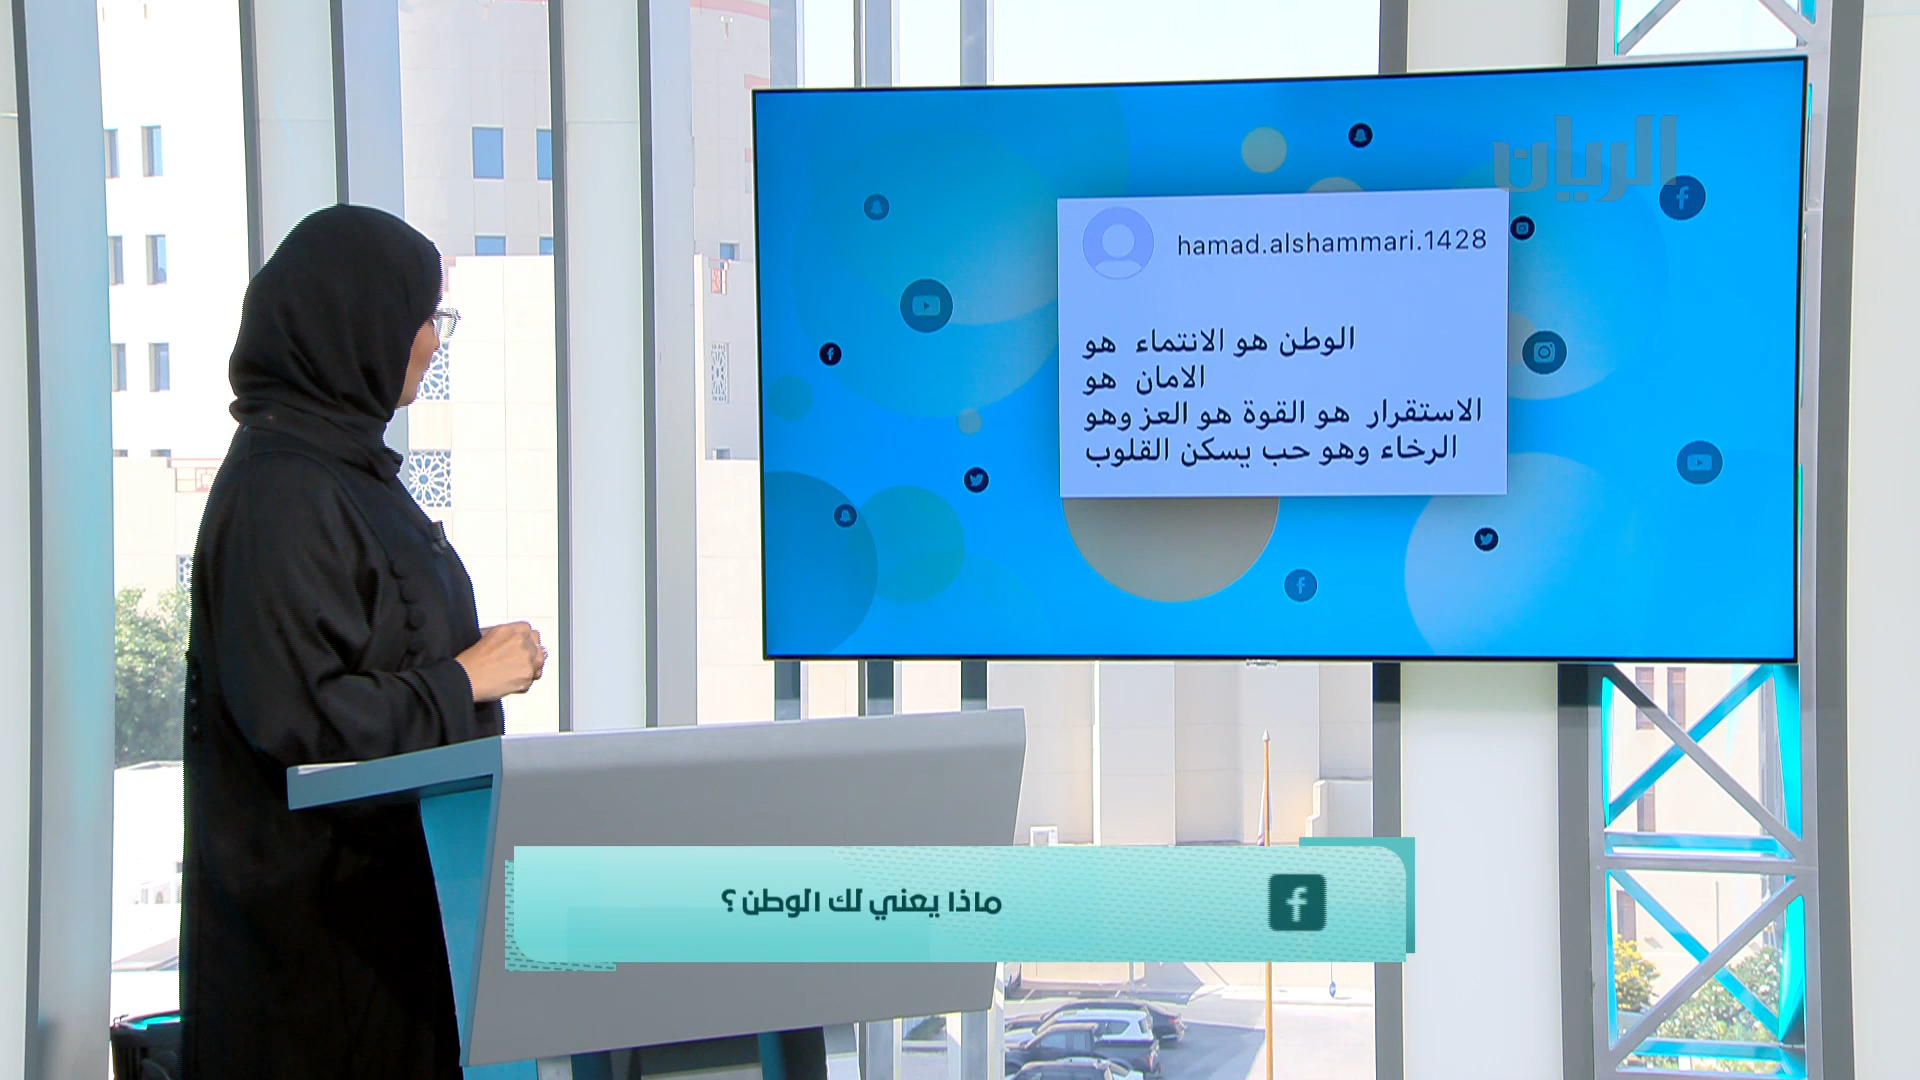 الريان
hamad.alshammari.1428
الوطن هو الانتماء هو
الامان هو
الاستقرار هو القوة هو العز وهو
الرخاء وهو حب يسكن القلوب
ماذا يعني لك الوطن ؟